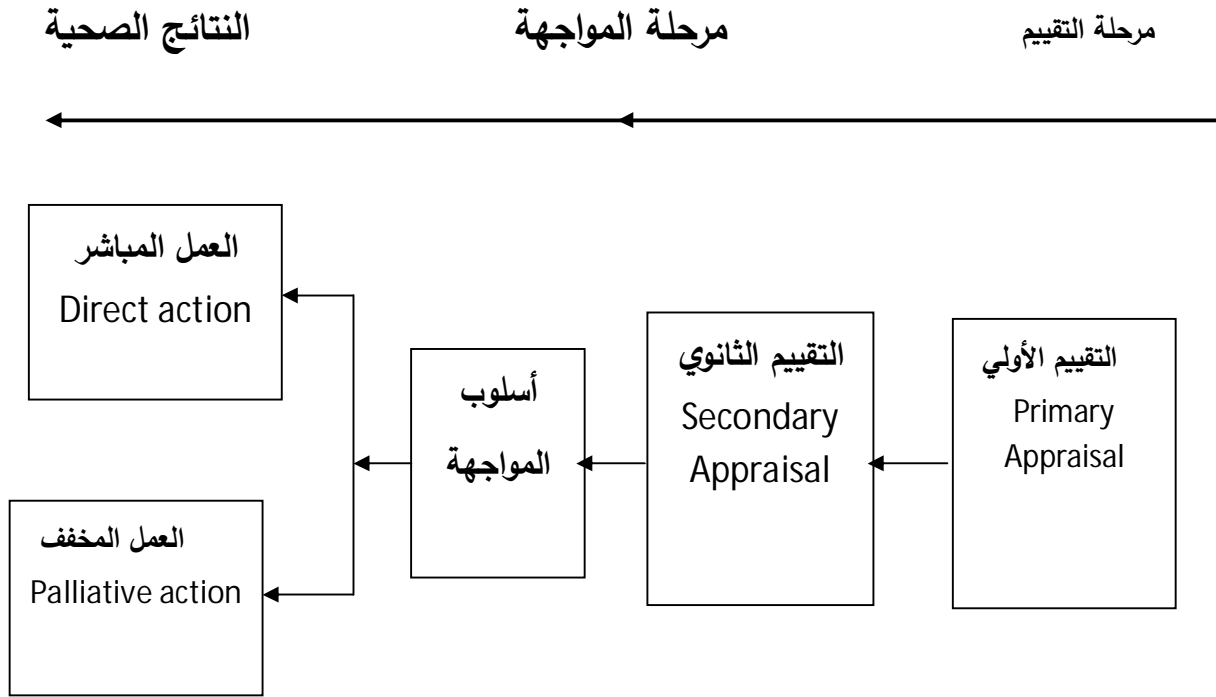 مرحلة التقييم
مرحلة المواجهة
النتائج الصحية
التقييم الأولي
Primary
Appraisal
التقييم الثانوي
Secondary
Appraisal
أسلوب
المواجهة
العمل المباشر
Direct action
العمل المخفف
Palliative action